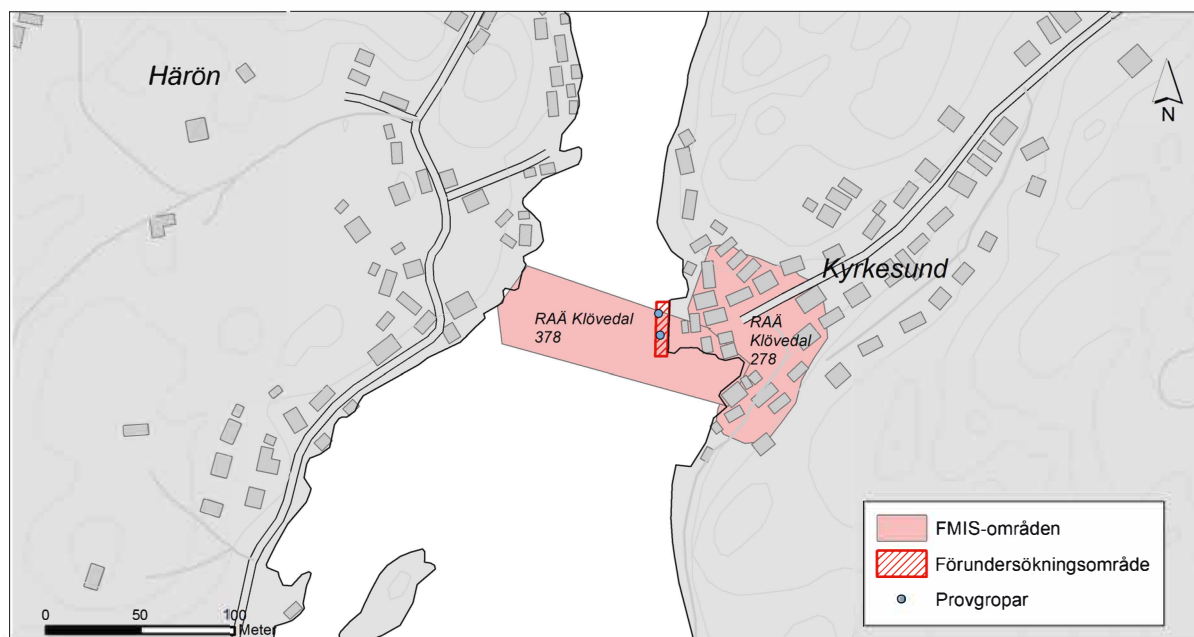 Härön
N
Kyrkesund
RAÄ Klövedal
378
RAÄ
Klövedal
278
FMIS-områden
Förundersökningsområde
Provgropar
0 50 100
Meter